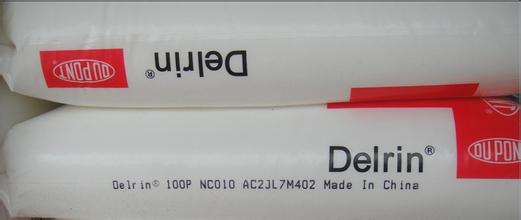 DU PONT
Delrin®
Delrin®
DU PONT
Delrin® 100P NC010 AC2JL7M402 Made In China